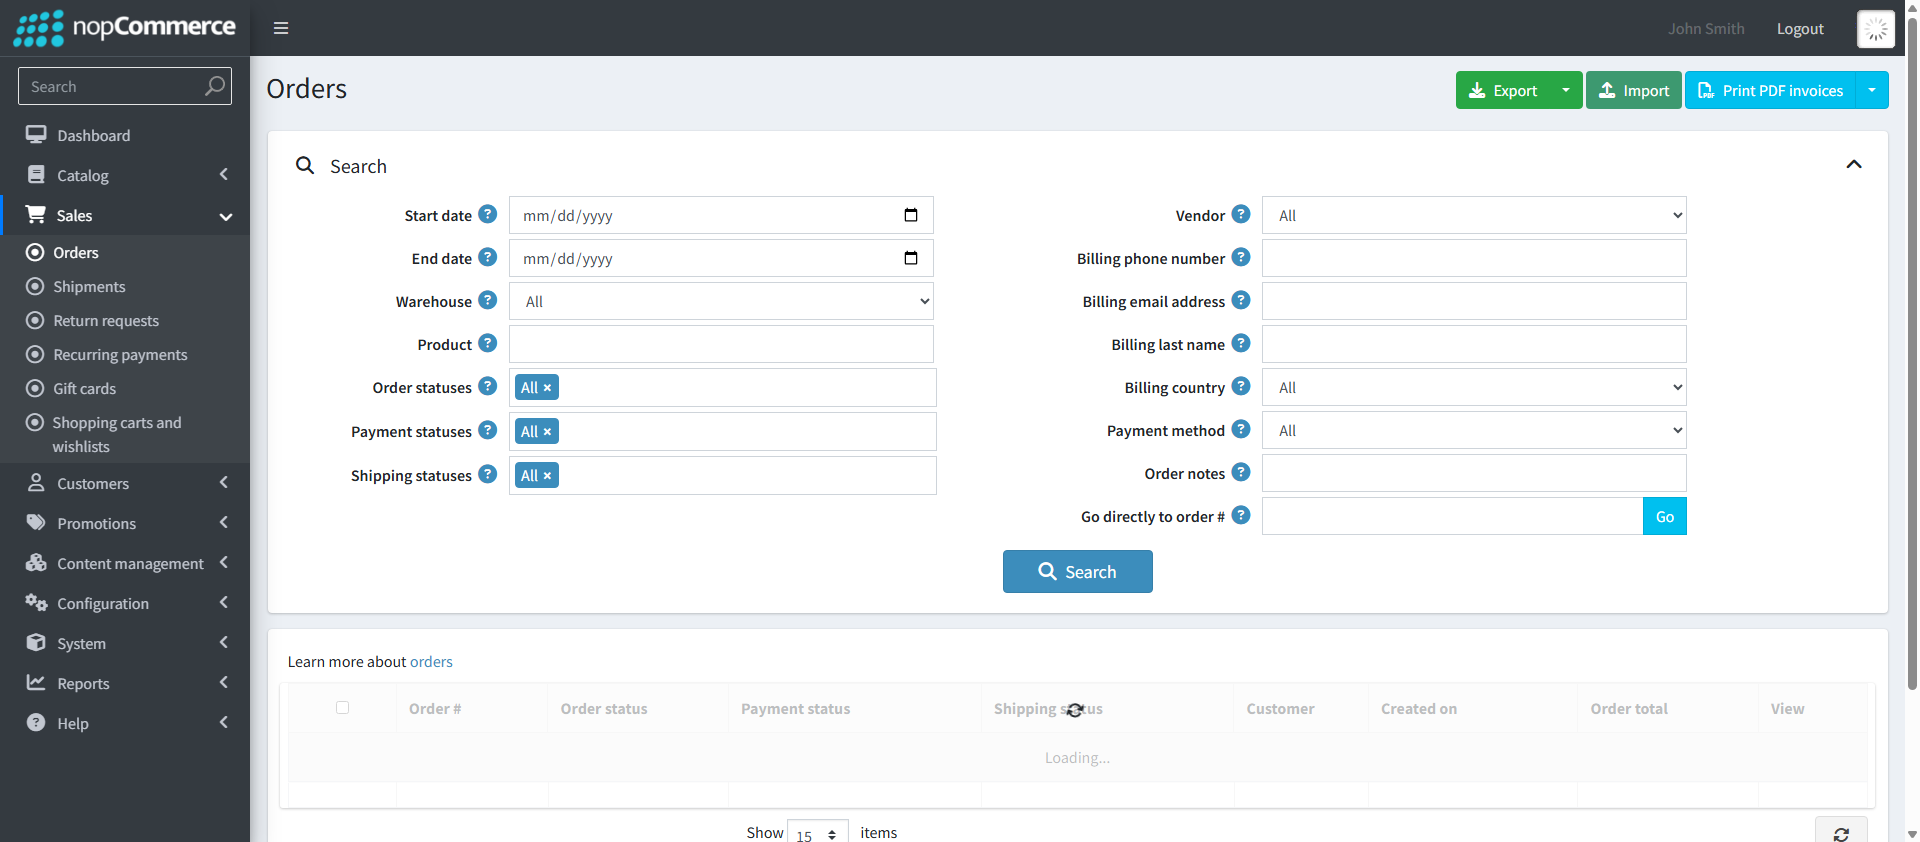 nopCommerce
John Smith
Logout
Search
Dashboard
Catalog
Sales
Orders
Shipments
Return requests
Recurring payments
Gift cards
Shopping carts and
wishlists
Customers
Promotions
Content management
Configuration
System
Reports
Help
Orders
Export
Import
Print PDF invoices
Search
Start date ? mm/dd/yyyy
End date ? mm/dd/yyyy
Warehouse ? All
Product ?
Order statuses ? All ×
Payment statuses ? All ×
Shipping statuses ? All ×
Vendor ? All
Billing phone number ?
Billing email address ?
Billing last name ?
Billing country ? All
Payment method ? All
Order notes ?
Go directly to order # ? Go
Search
Learn more about orders
Order # Order status Payment status Shipping status Customer Created on Order total View
Loading...
Show 15 items